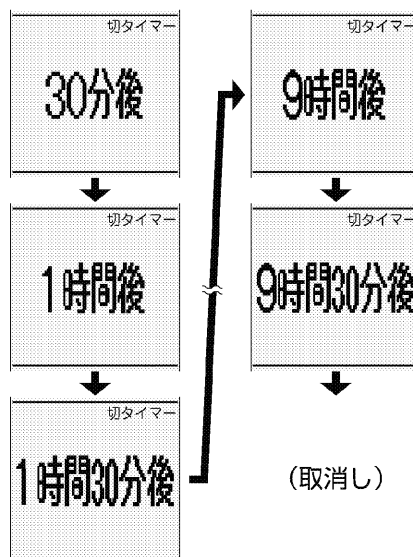 切タイマー
30分後
切タイマー
1時間後
切タイマー
1時間30分後
切タイマー
9時間後
切タイマー
9時間30分後
（取消し）